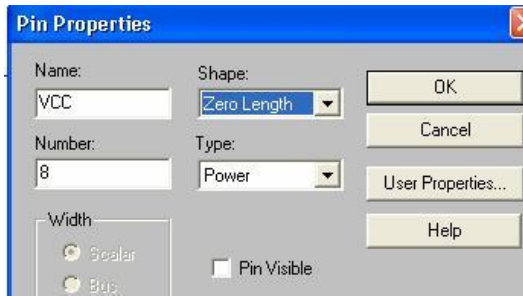 Pin Properties
Name:
VCC
Shape:
Zero Length
OK
Cancel
Number:
8
Type:
Power
User Properties...
Help
Width
Scalar
Bus
Pin Visible